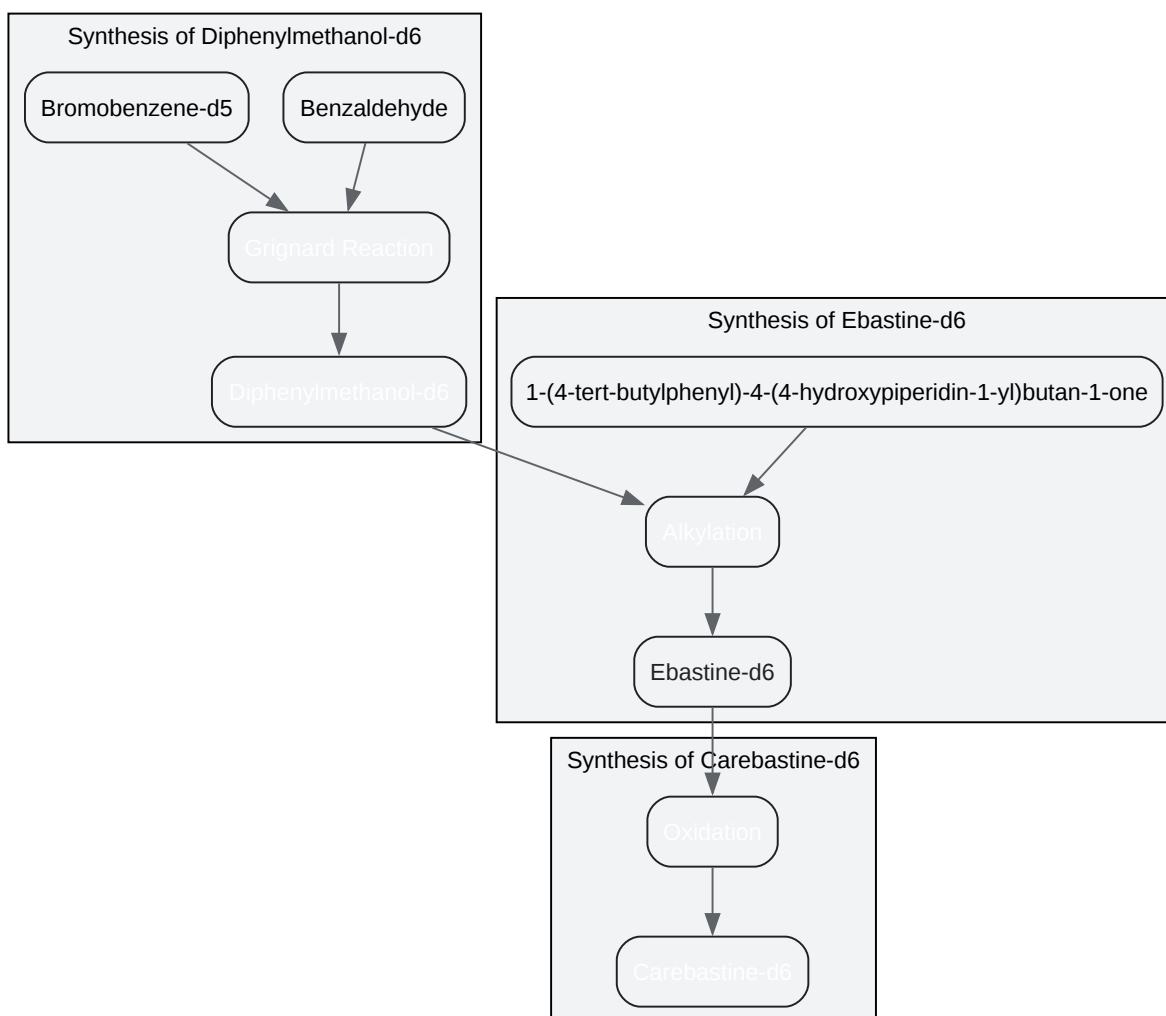 Synthesis of Diphenylmethanol-d6
Bromobenzene-d5
Benzaldehyde
Grignard Reaction
Diphenylmethanol-d6
Synthesis of Ebastine-d6
1-(4-tert-butylphenyl)-4-(4-hydroxypiperidin-1-yl)butan-1-one
Alkylation
Ebastine-d6
Synthesis of Carebastine-d6
Oxidation
Carebastine-d6